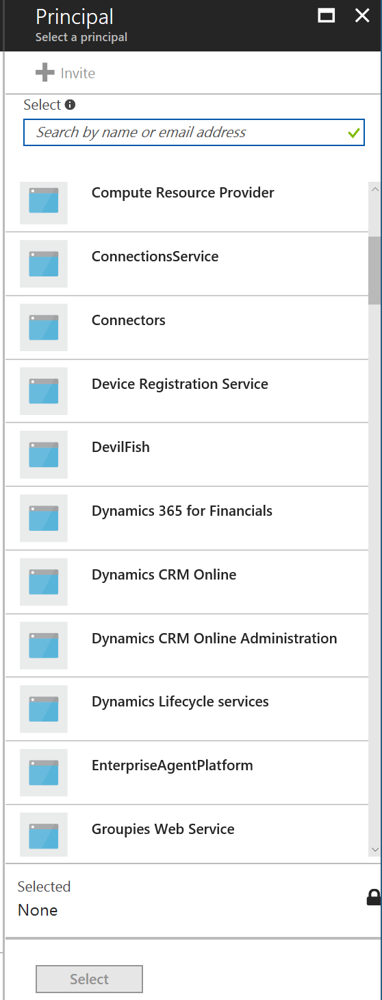 Principal
Select a principal
Invite
Select
Search by name or email address
Compute Resource Provider
ConnectionsService
Connectors
Device Registration Service
DevilFish
Dynamics 365 for Financials
Dynamics CRM Online
Dynamics CRM Online Administration
Dynamics Lifecycle services
EnterpriseAgentPlatform
Groupies Web Service
Selected
None
Select